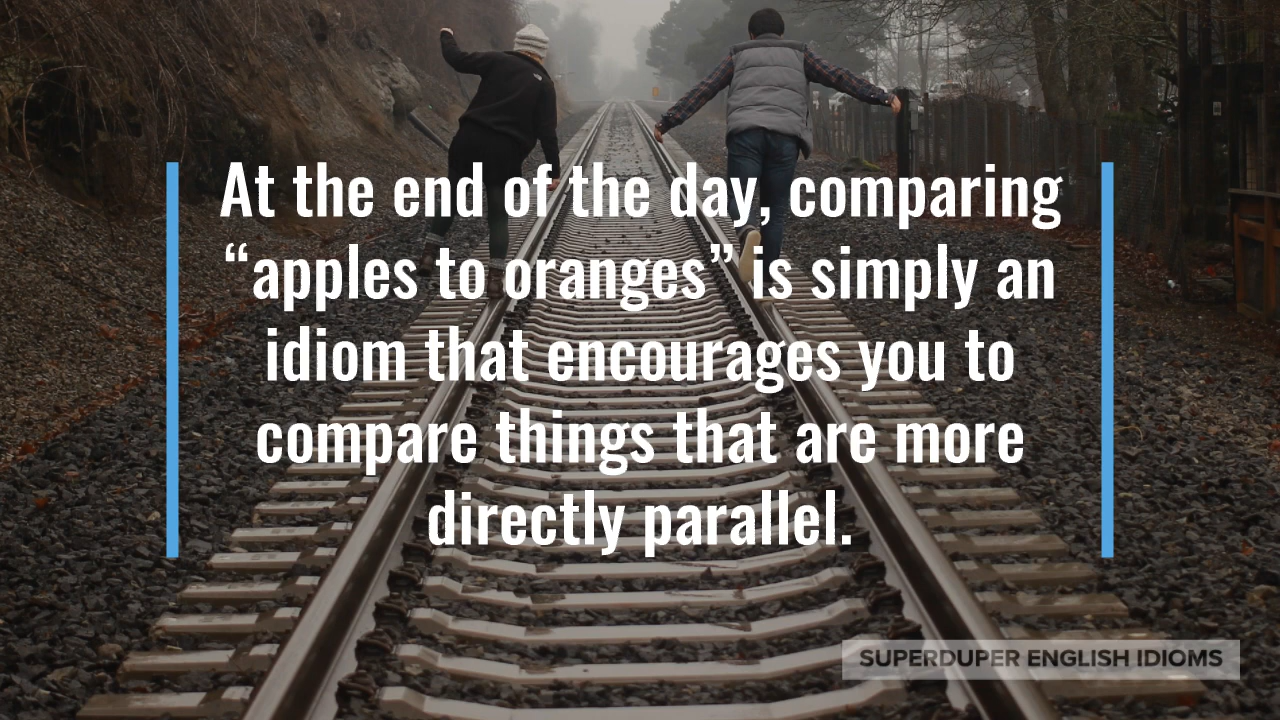 At the end of the day, comparing
“apples to oranges” is simply an
idiom that encourages you to
compare things that are more
directly parallel.
SUPERDUPER ENGLISH IDIOMS